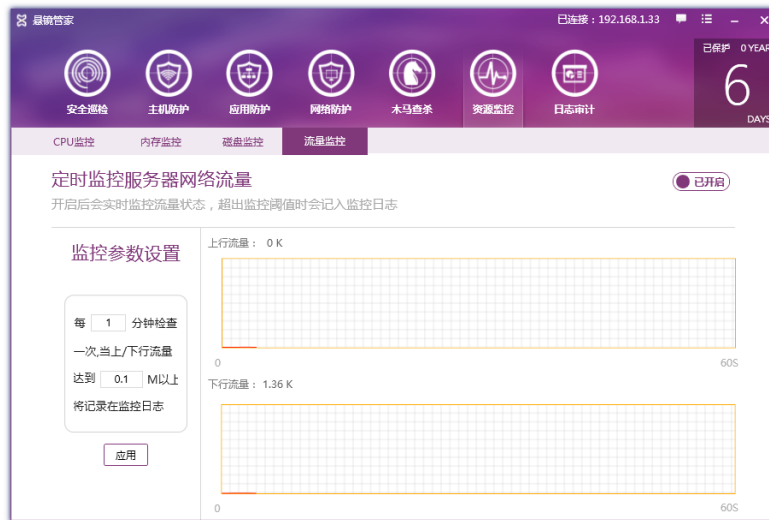 悬镜管家
已连接：192.168.1.33
已保护 0 YEAR
6
DAYS
安全巡检 主机防护 应用防护 网络防护 木马查杀 资源监控 日志审计
CPU监控 内存监控 磁盘监控 流量监控
定时监控服务器网络流量
已开启
开启后会实时监控流量状态，超出监控阈值时会记入监控日志
监控参数设置
每 1 分钟检查
一次,当上/下行流量
达到 0.1 M以上
将记录在监控日志
应用
上行流量： 0 K
0 60S
下行流量：1.36 K
0 60S